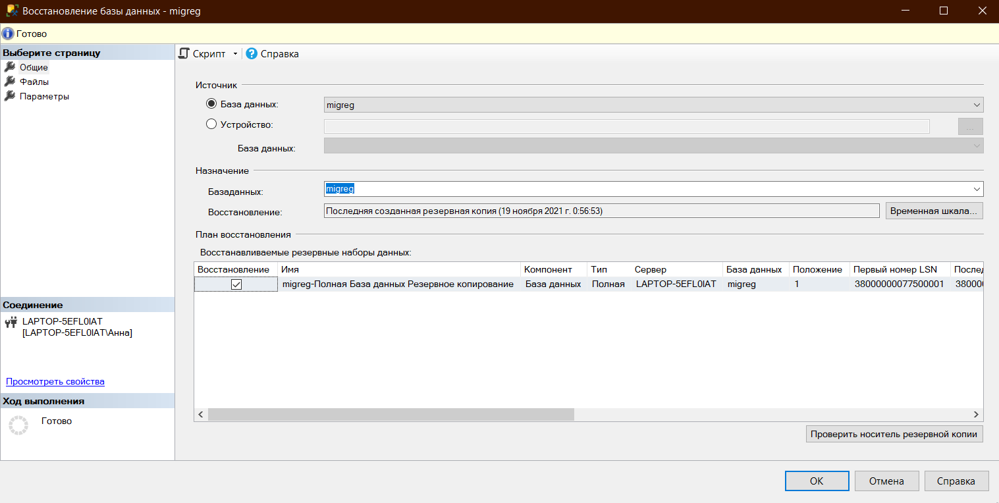 Восстановление базы данных - migreg
Готово
Выберите страницу
Общие
Файлы
Параметры
Соединение
LAPTOP-5EFL0IAT
[LAPTOP-5EFL0IAT\Анна]
Просмотреть свойства
Ход выполнения
Готово
Скрипт Справка
Источник
База данных: migreg
Устройство: ...
База данных:
Назначение
Базаданных: migreg
Восстановление: Последняя созданная резервная копия (19 ноября 2021 г. 0:56:53) Временная шкала...
План восстановления
Восстанавливаемые резервные наборы данных:
Восстановление Имя Компонент Тип Сервер База данных Положение Первый номер LSN
migreg-Полная База данных Резервное копирование База данных Полная LAPTOP-5EFL0IAT migreg 1 38000000077500001
Проверить носитель резервной копии
OK Отмена Справка